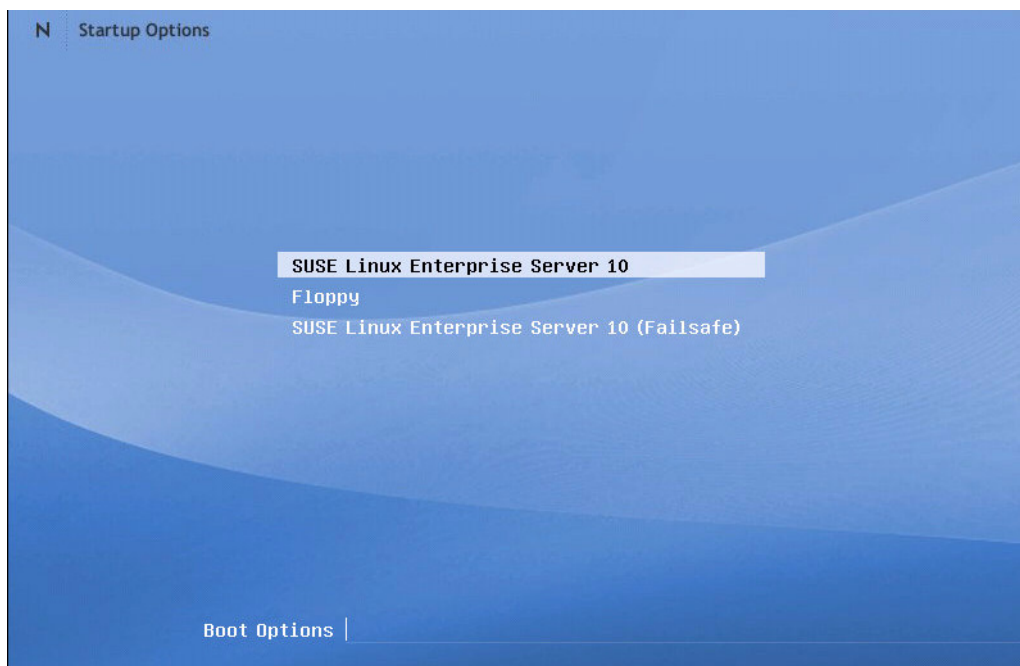 N Startup Options
SUSE Linux Enterprise Server 10
Floppy
SUSE Linux Enterprise Server 10 (Failsafe)
Boot Options